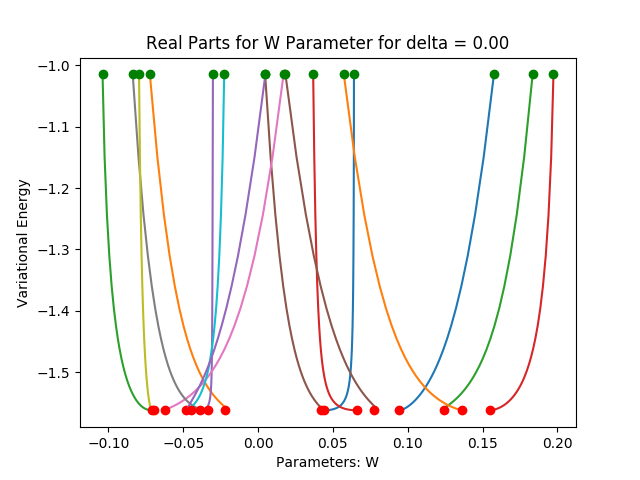 Real Parts for W Parameter for delta = 0.00
Variational Energy
−1.0
−1.1
−1.2
−1.3
−1.4
−1.5
−0.10 −0.05 0.00 0.05 0.10 0.15 0.20
Parameters: W